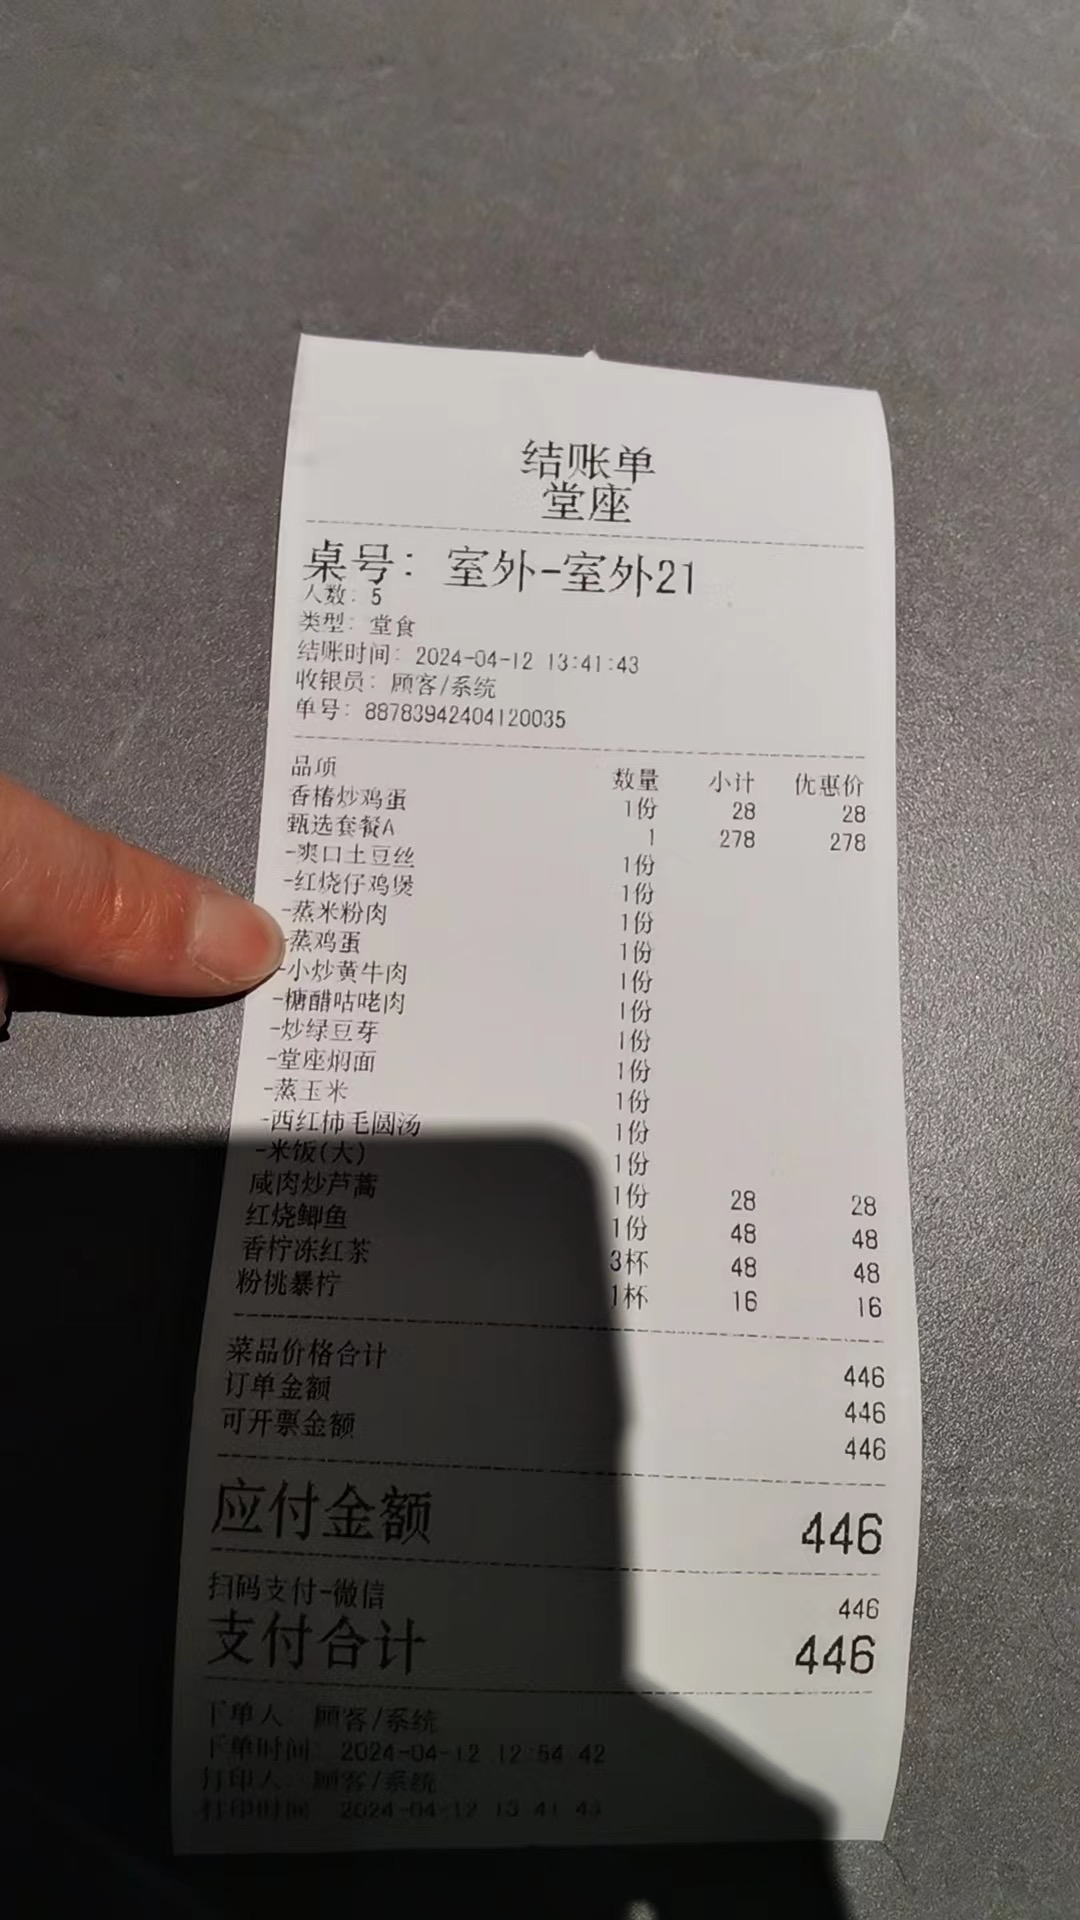 结账单
堂座
桌号: 室外-室外21
人数: 5
类型: 堂食
结账时间: 2024-04-12 13:41:43
收银员: 顾客/系统
单号: 88783942404120035
品项 数量 小计 优惠价
香椿炒鸡蛋 1份 28 28
甄选套餐A 1 278 278
-爽口土豆丝 1份
-红烧仔鸡煲 1份
-蒸米粉肉 1份
-蒸鸡蛋 1份
-小炒黄牛肉 1份
-糖醋咕咾肉 1份
-炒绿豆芽 1份
-堂座焖面 1份
-蒸玉米 1份
-西红柿毛圆汤 1份
-米饭(大) 1份
咸肉炒芦蒿 1份 28 28
红烧鲫鱼 1份 48 48
香柠冻红茶 3杯 48 48
粉桃暴柠 1杯 16 16
菜品价格合计 446
订单金额 446
可开票金额 446
应付金额 446
扫码支付-微信 446
支付合计 446
下单人: 顾客/系统
下单时间: 2024-04-12 12:54:42
打印人: 顾客/系统
打印时间: 2024-04-12 13:41:43